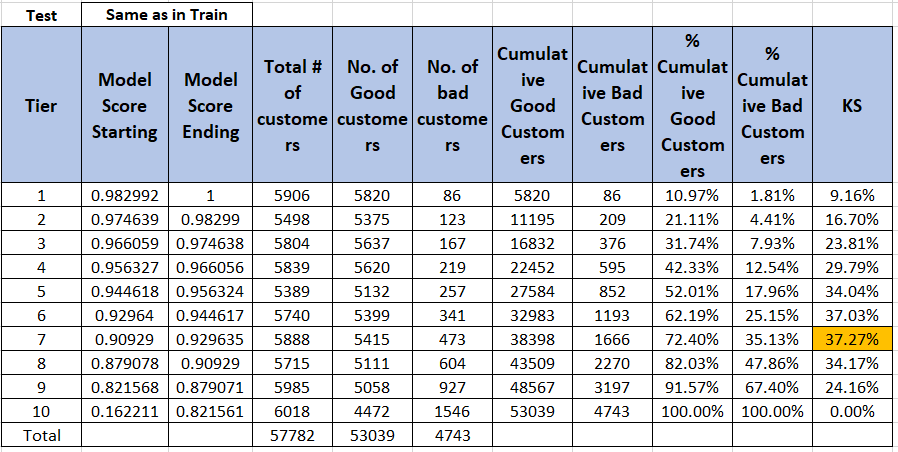 Test Same as in Train
Tier Model Score Starting Model Score Ending Total # of customers No. of Good customers No. of bad customers Cumulative Good Customers Cumulative Bad Customers % Cumulative Good Customers % Cumulative Bad Customers KS
1 0.982992 1 5906 5820 86 5820 86 10.97% 1.81% 9.16%
2 0.974639 0.98299 5498 5375 123 11195 209 21.11% 4.41% 16.70%
3 0.966059 0.974638 5804 5637 167 16832 376 31.74% 7.93% 23.81%
4 0.956327 0.966056 5839 5620 219 22452 595 42.33% 12.54% 29.79%
5 0.944618 0.956324 5389 5132 257 27584 852 52.01% 17.96% 34.04%
6 0.92964 0.944617 5740 5399 341 32983 1193 62.19% 25.15% 37.03%
7 0.90929 0.929635 5888 5415 473 38398 1666 72.40% 35.13% 37.27%
8 0.879078 0.90929 5715 5111 604 43509 2270 82.03% 47.86% 34.17%
9 0.821568 0.879071 5985 5058 927 48567 3197 91.57% 67.40% 24.16%
10 0.162211 0.821561 6018 4472 1546 53039 4743 100.00% 100.00% 0.00%
Total 57782 53039 4743